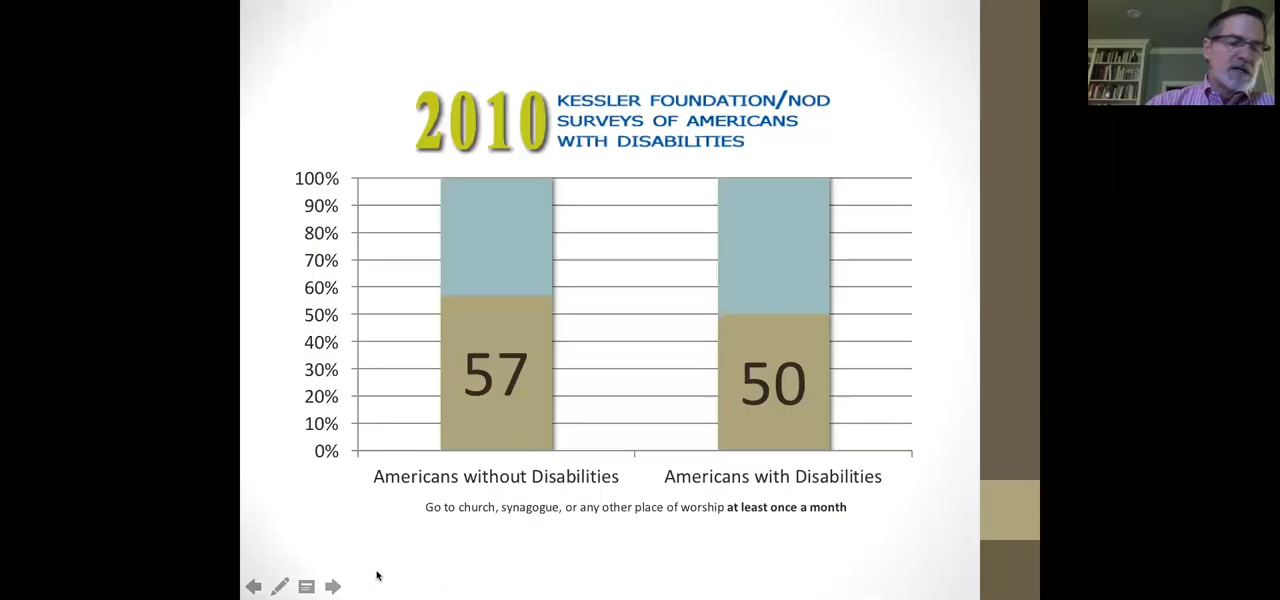 2010
KESSLER FOUNDATION/NOD
SURVEYS OF AMERICANS
WITH DISABILITIES
100%
90%
80%
70%
60%
50%
40%
30%
20%
10%
0%
57
50
Americans without Disabilities
Americans with Disabilities
Go to church, synagogue, or any other place of worship at least once a month